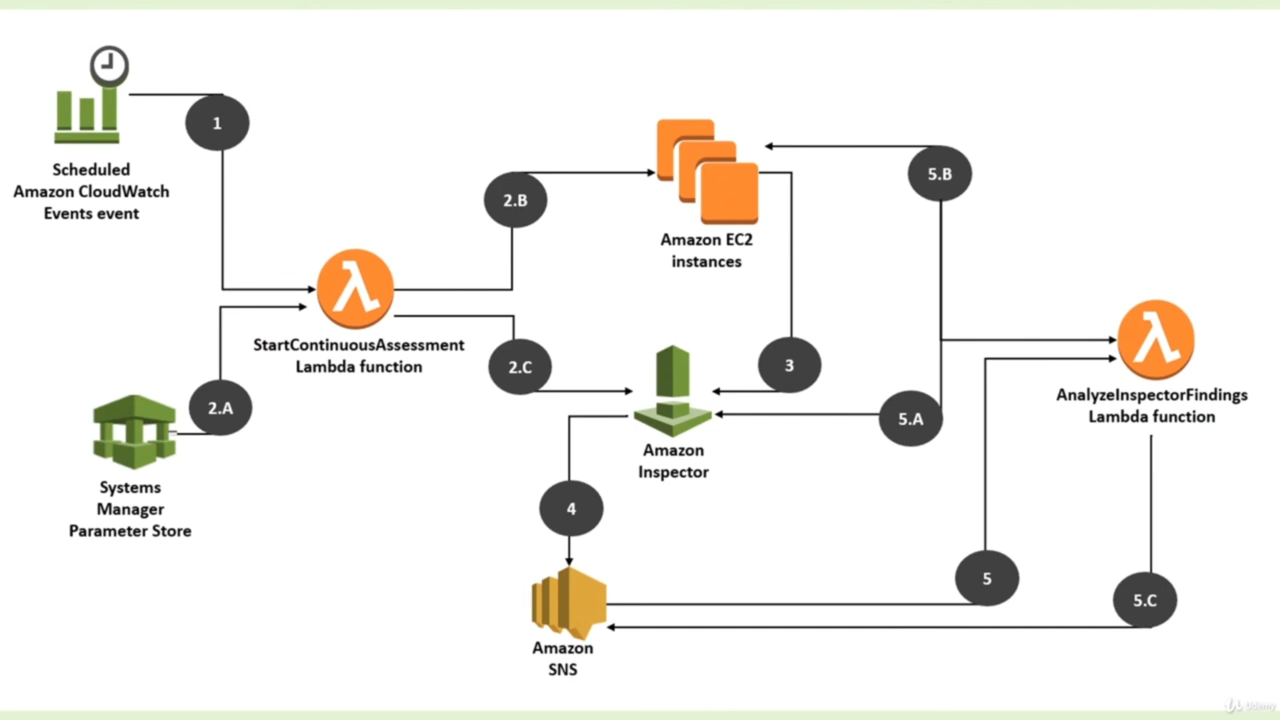 1
Scheduled
Amazon CloudWatch
Events event
2.B
Amazon EC2
instances
5.B
StartContinuousAssessment
Lambda function
2.A
Systems
Manager
Parameter Store
2.C
3
Amazon
Inspector
5.A
AnalyzeInspectorFindings
Lambda function
4
Amazon
SNS
5
5.C
Udemy